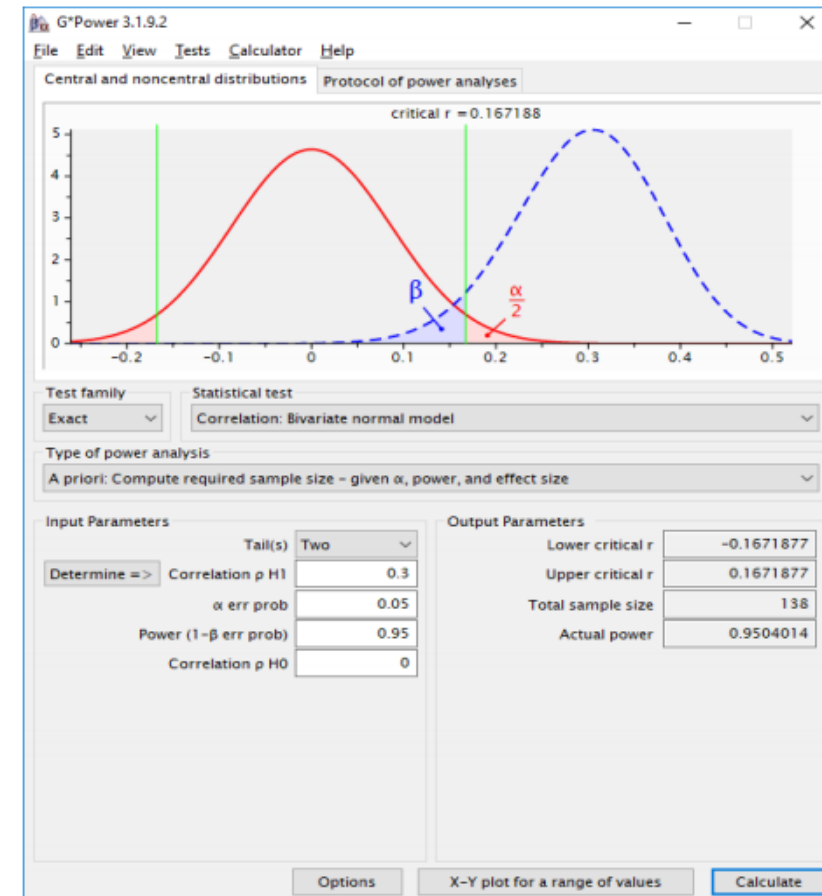 G*Power 3.1.9.2
File Edit View Tests Calculator Help
Central and noncentral distributions Protocol of power analyses
critical r = 0.167188
5
4
3
2
1
0
β
α
2
-0.2 -0.1 0 0.1 0.2 0.3 0.4 0.5
Test family Statistical test
Exact Correlation: Bivariate normal model
Type of power analysis
A priori: Compute required sample size – given α, power, and effect size
Input Parameters
Tail(s) Two
Determine => Correlation ρ H1 0.3
α err prob 0.05
Power (1-β err prob) 0.95
Correlation ρ H0 0
Output Parameters
Lower critical r -0.1671877
Upper critical r 0.1671877
Total sample size 138
Actual power 0.9504014
Options X-Y plot for a range of values Calculate